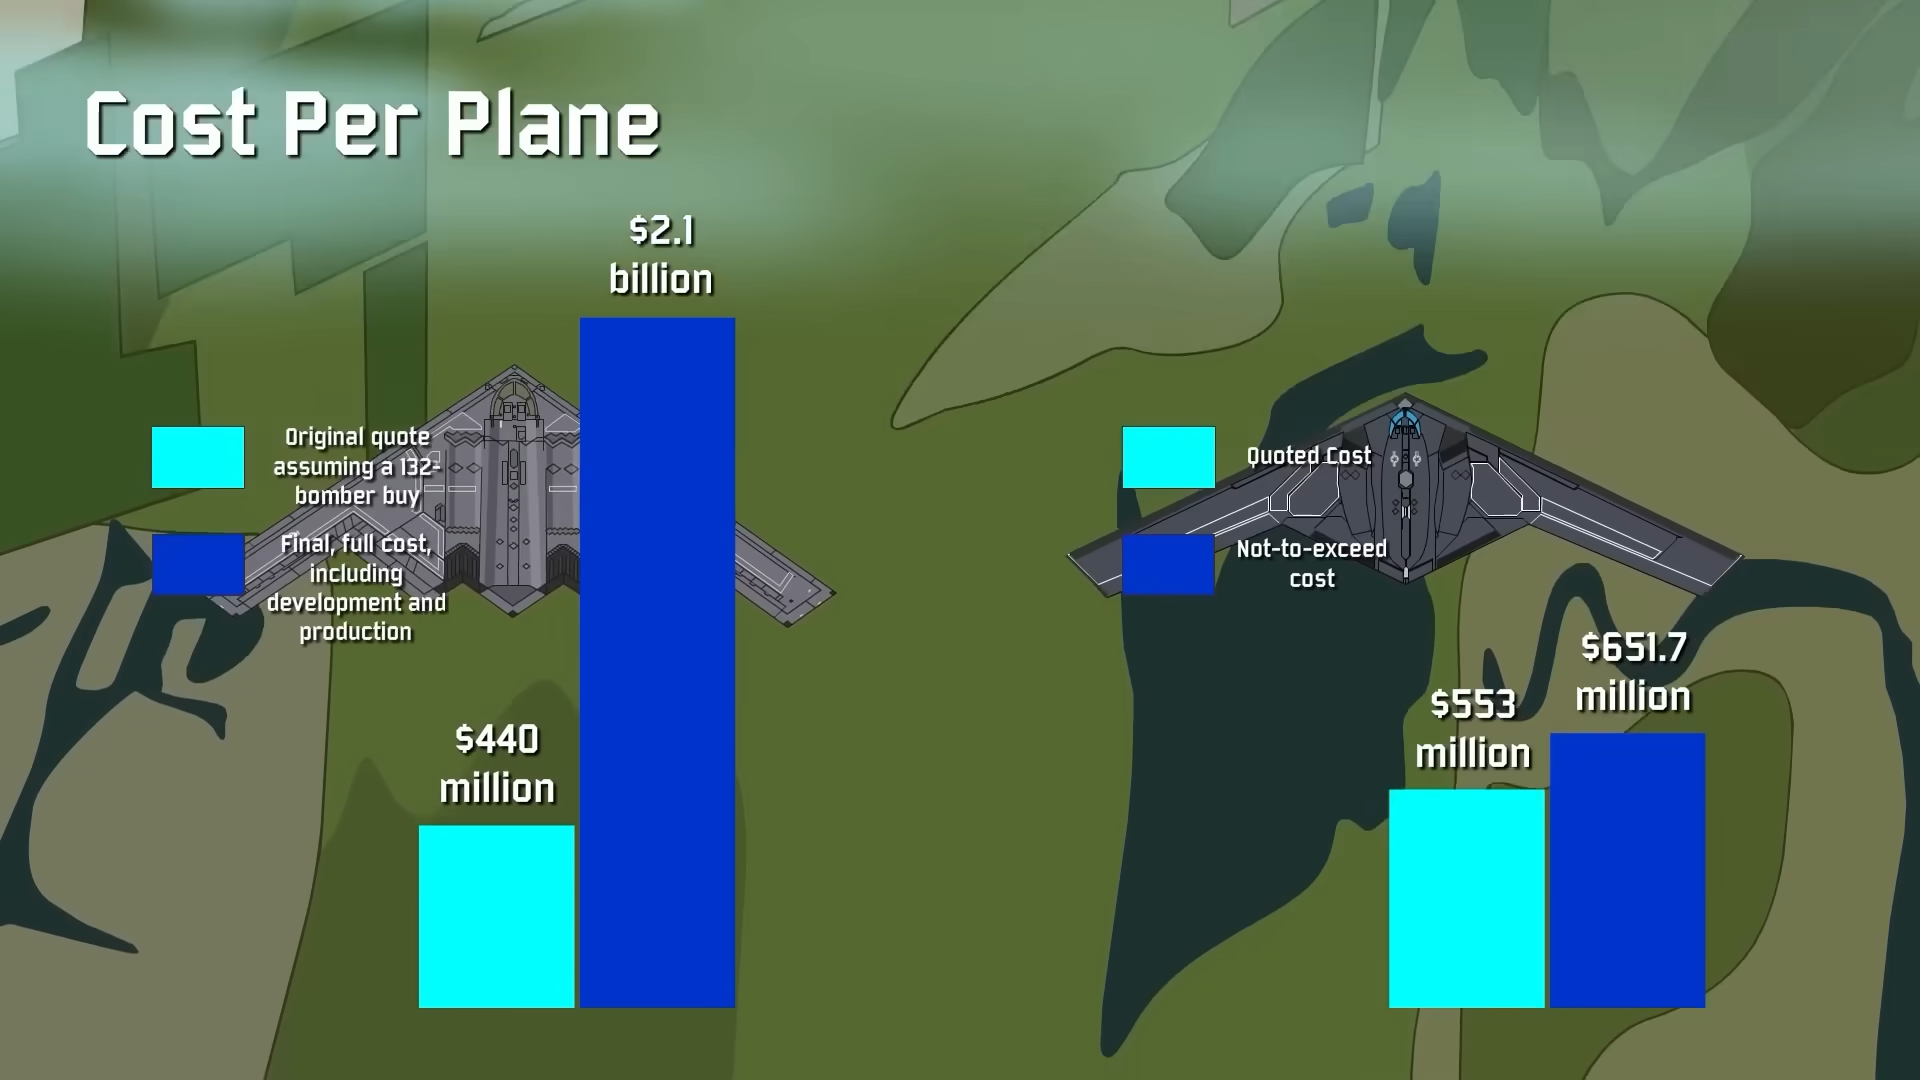 Cost Per Plane
$2.1
billion
Original quote
assuming a 132-
bomber buy
Final, full cost,
including
development and
production
$440
million
Quoted Cost
Not-to-exceed
cost
$553
million
$651.7
million